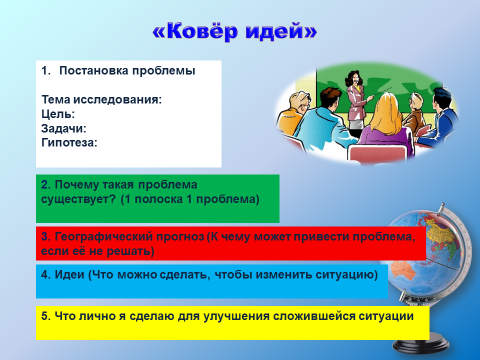 «Ковёр идей»
1. Постановка проблемы
Тема исследования:
Цель:
Задачи:
Гипотеза:
2. Почему такая проблема
существует? (1 полоска 1 проблема)
3. Географический прогноз (К чему может привести проблема,
если её не решать)
4. Идеи (Что можно сделать, чтобы изменить ситуацию)
5. Что лично я сделаю для улучшения сложившейся ситуации